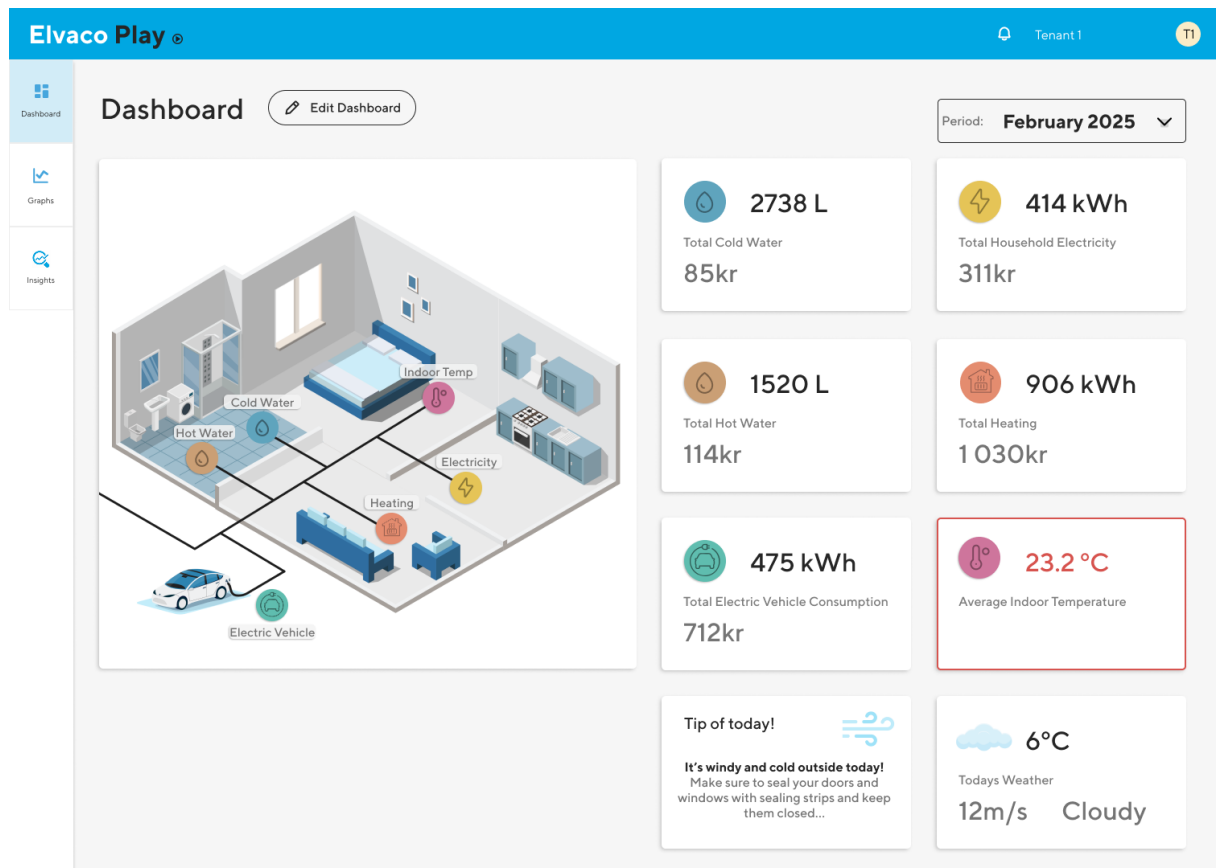 Elvaco Play
Tenant 1
T1
Dashboard
Graphs
Insights
Dashboard
Edit Dashboard
Period: February 2025
Indoor Temp
Cold Water
Hot Water
Electricity
Heating
Electric Vehicle
2738 L
Total Cold Water
85kr
414 kWh
Total Household Electricity
311kr
1520 L
Total Hot Water
114kr
906 kWh
Total Heating
1 030kr
475 kWh
Total Electric Vehicle Consumption
712kr
23.2 °C
Average Indoor Temperature
Tip of today!
It's windy and cold outside today!
Make sure to seal your doors and
windows with sealing strips and keep
them closed...
6°C
Todays Weather
12m/s Cloudy